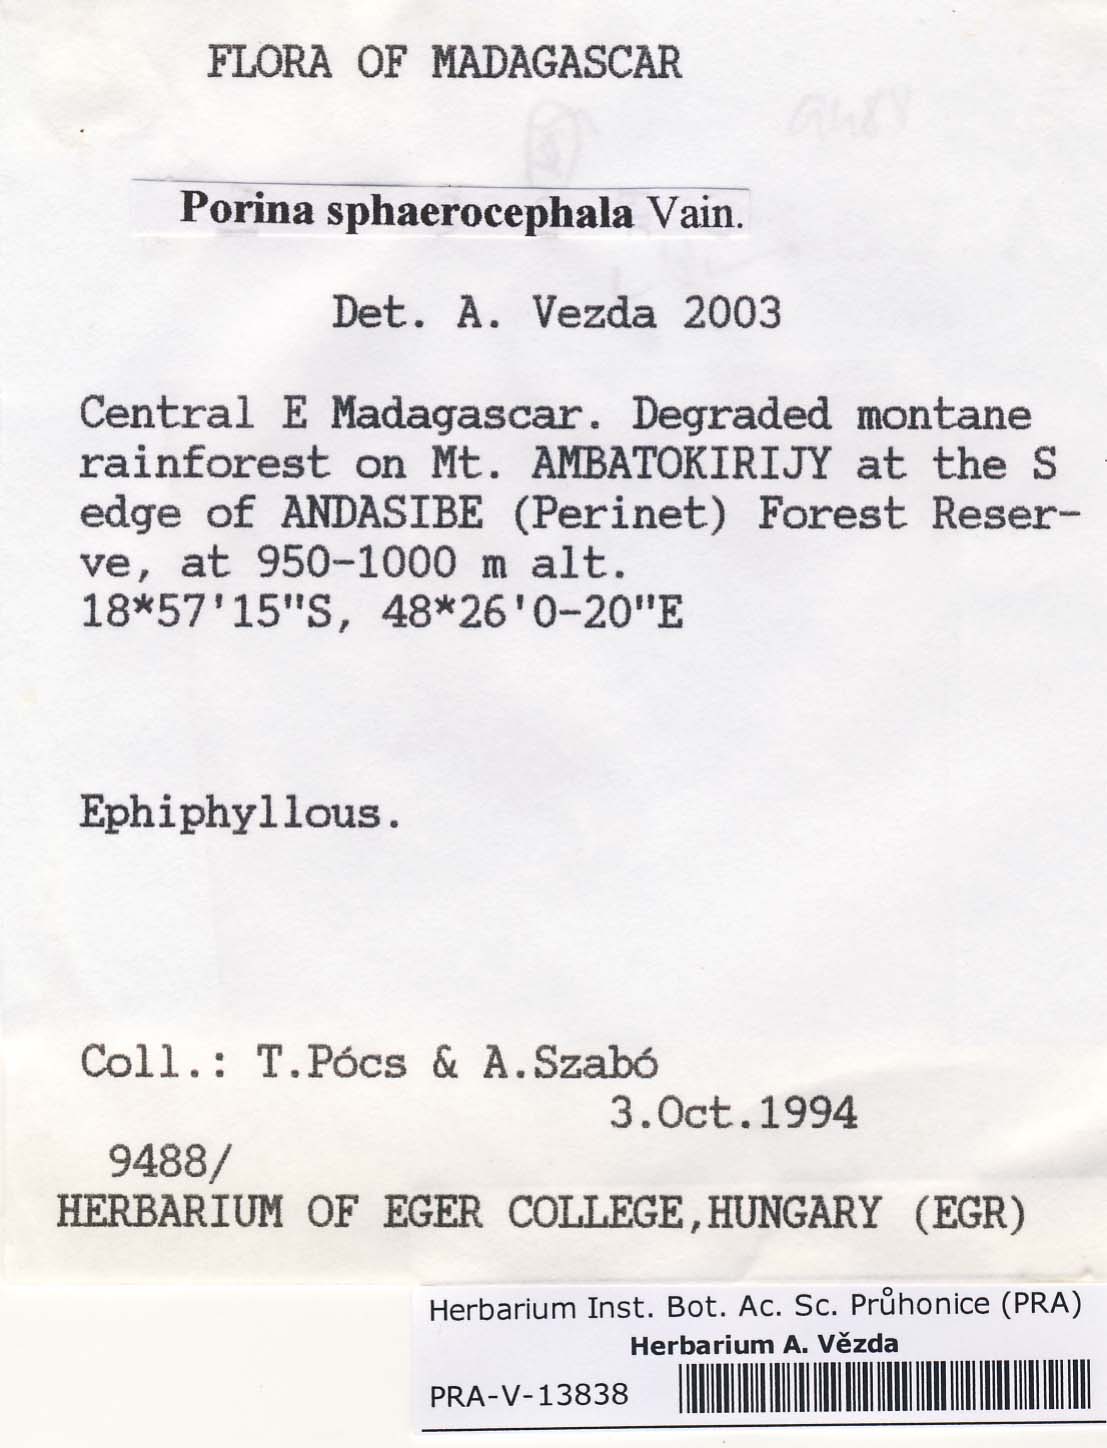 FLORA OF MADAGASCAR
Porina sphaerocephala Vain.
Det. A. Vezda 2003
Central E Madagascar. Degraded montane
rainforest on Mt. AMBATOKIRIJY at the S
edge of ANDASIBE (Perinet) Forest Reser-
ve, at 950-1000 m alt.
18*57'15"S, 48*26'0-20"E
Ephiphyllous.
Coll.: T.Pócs & A.Szabó
3.Oct.1994
9488/
HERBARIUM OF EGER COLLEGE,HUNGARY (EGR)
Herbarium Inst. Bot. Ac. Sc. Průhonice (PRA)
Herbarium A. Vězda
PRA-V-13838